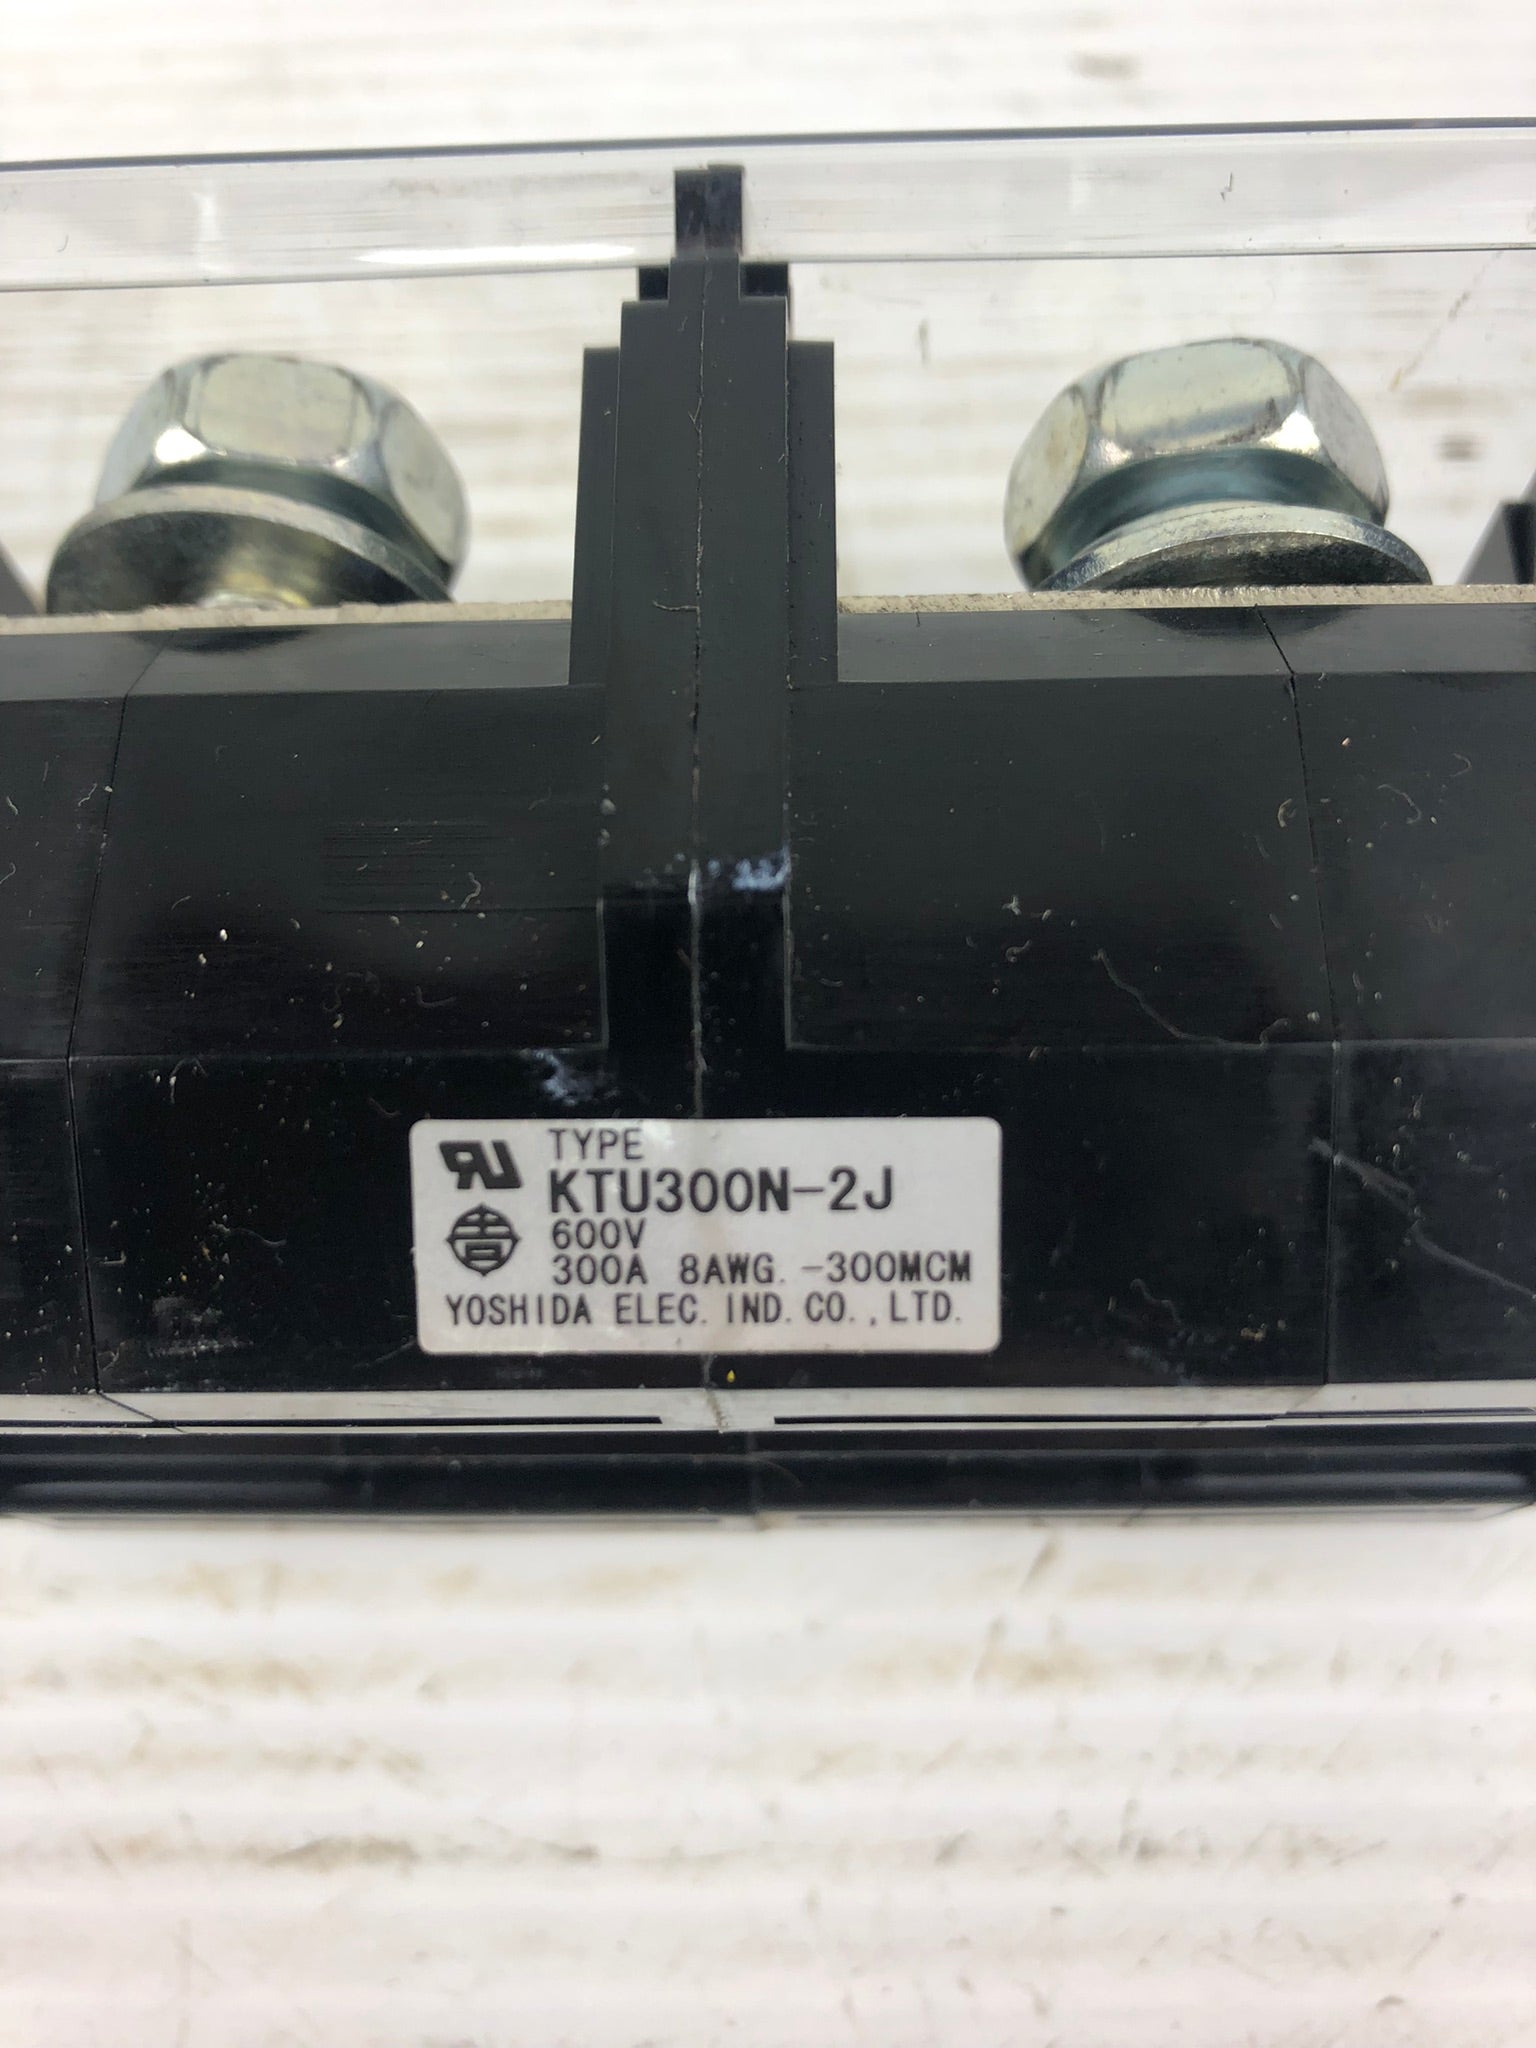 TYPE
KTU300N-2J
600V
300A 8AWG.-300MCM
YOSHIDA ELEC. IND. CO., LTD.